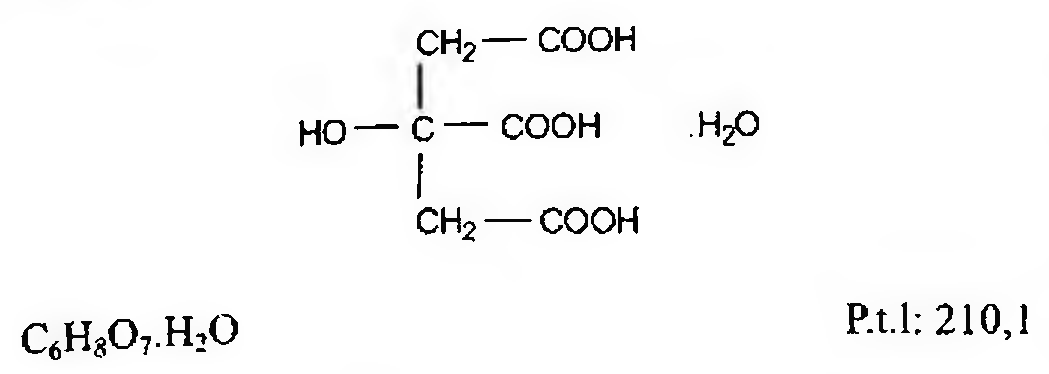 CH₂ — COOH
HO — C — COOH .H₂O
CH₂ — COOH
C₆H₈O₇.H₂O P.t.l: 210,1